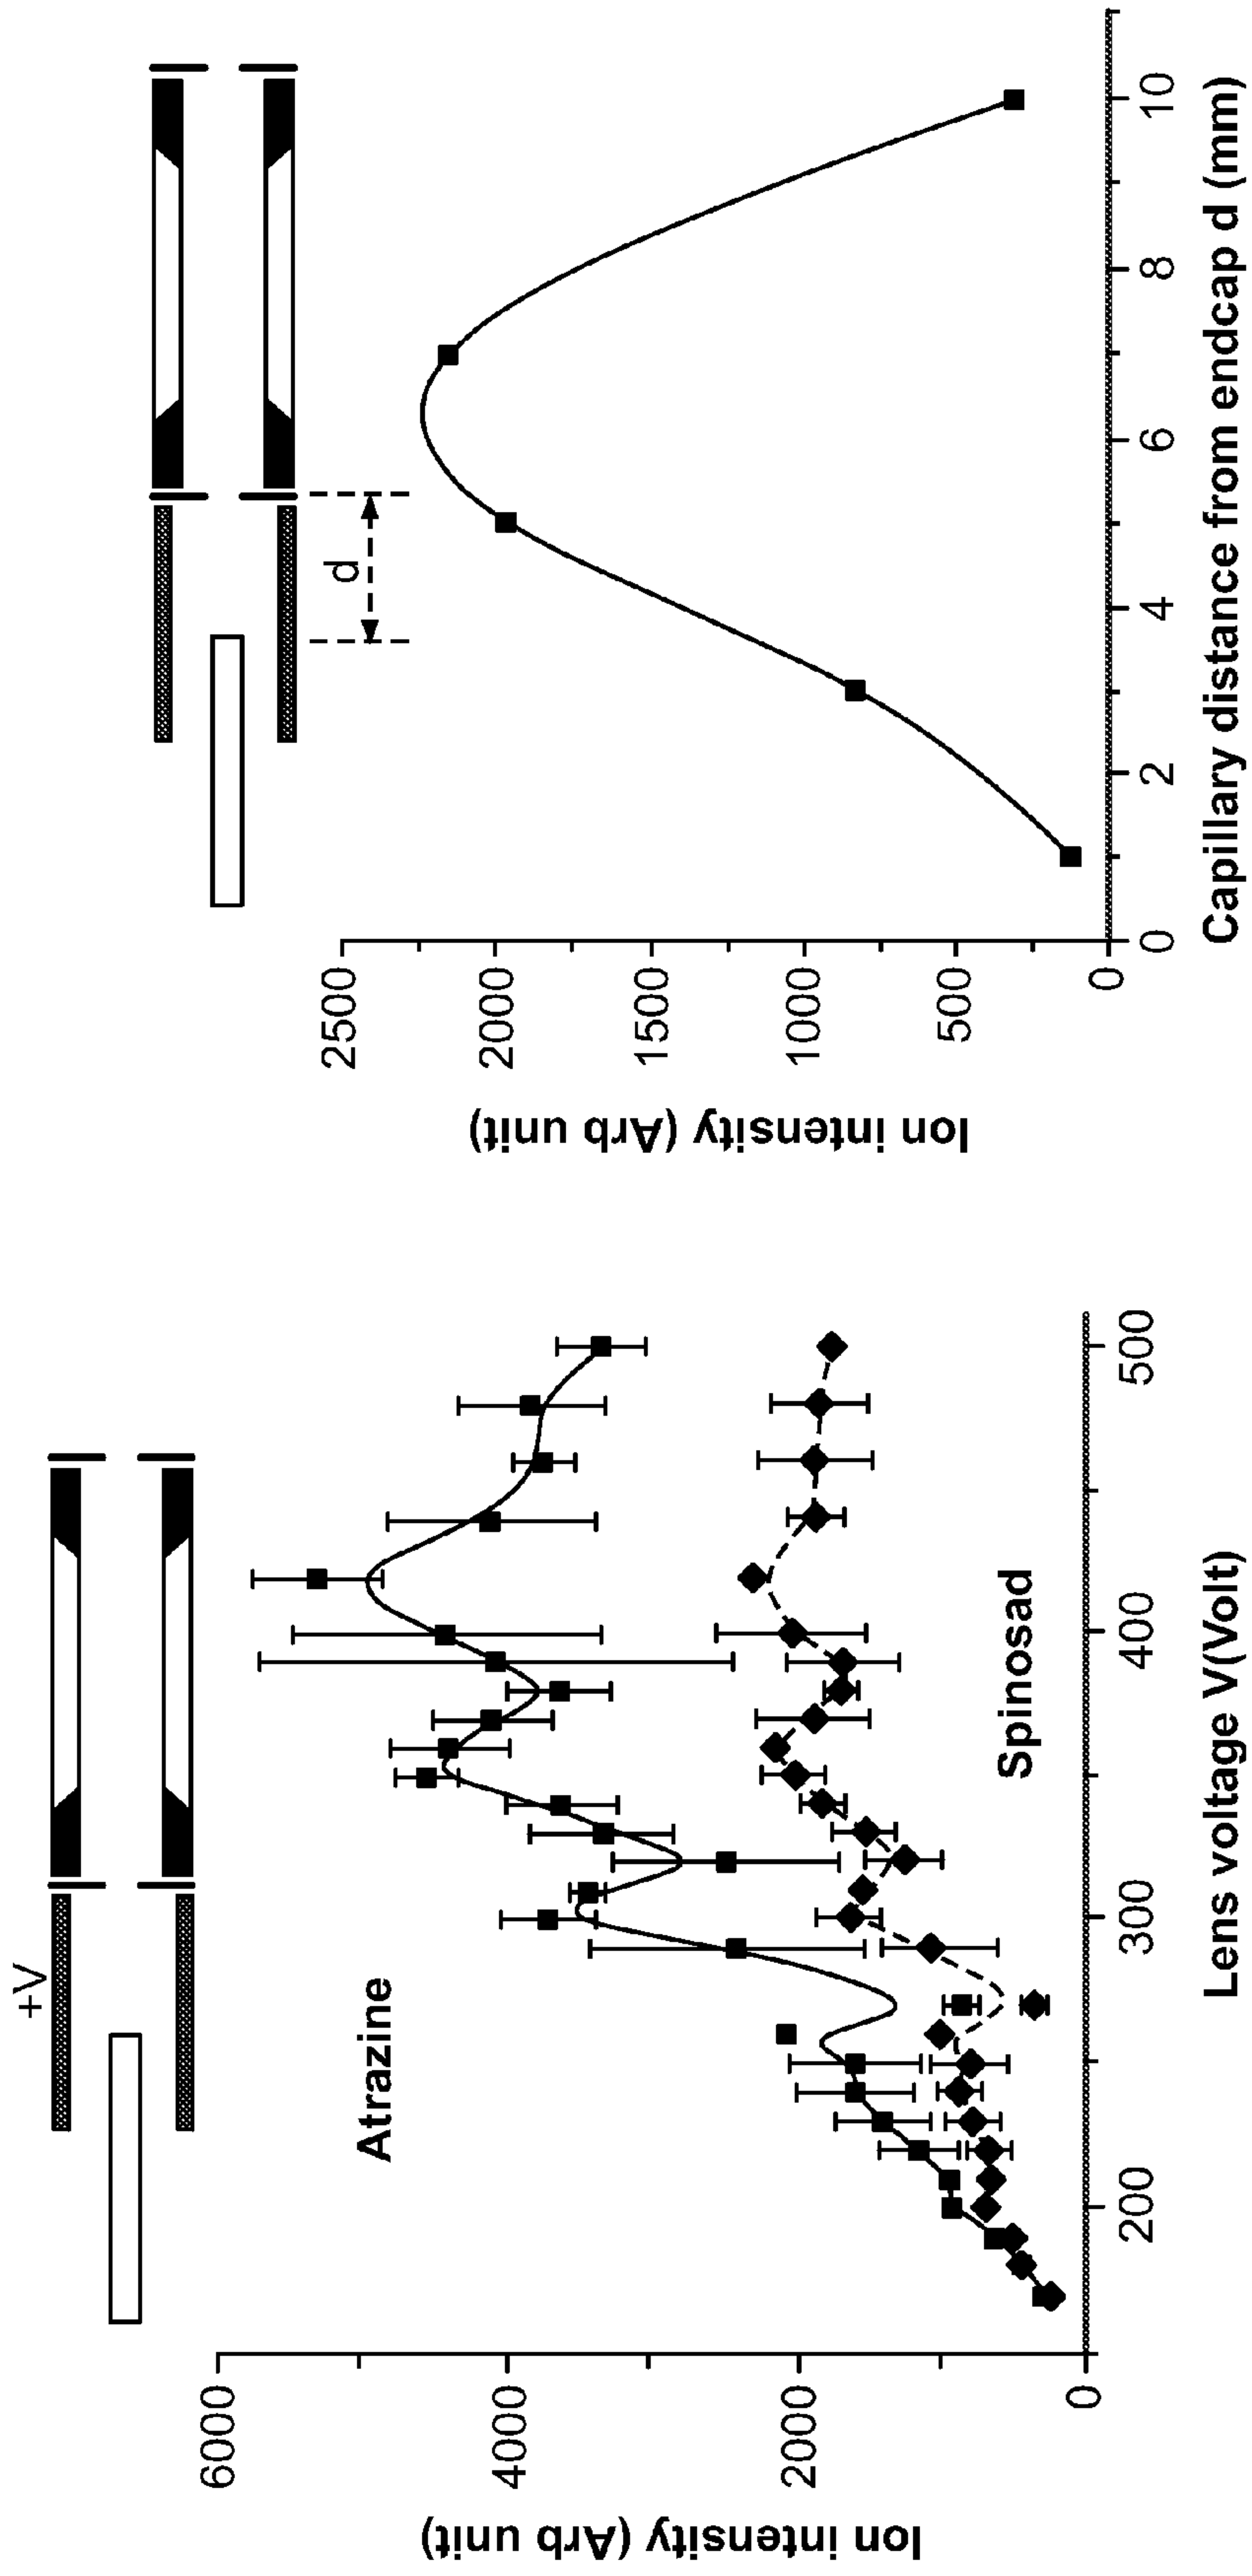 +V
Atrazine
Spinosad
6000
4000
20000
0
Ion intensity (Arb unit)
200
300
400
500
Lens voltage V(Volt)
d
2500
2000
1500
1000
500
0
Ion intensity (Arb unit)
0
2
4
6
8
10
Capillary distance from endcap d (mm)